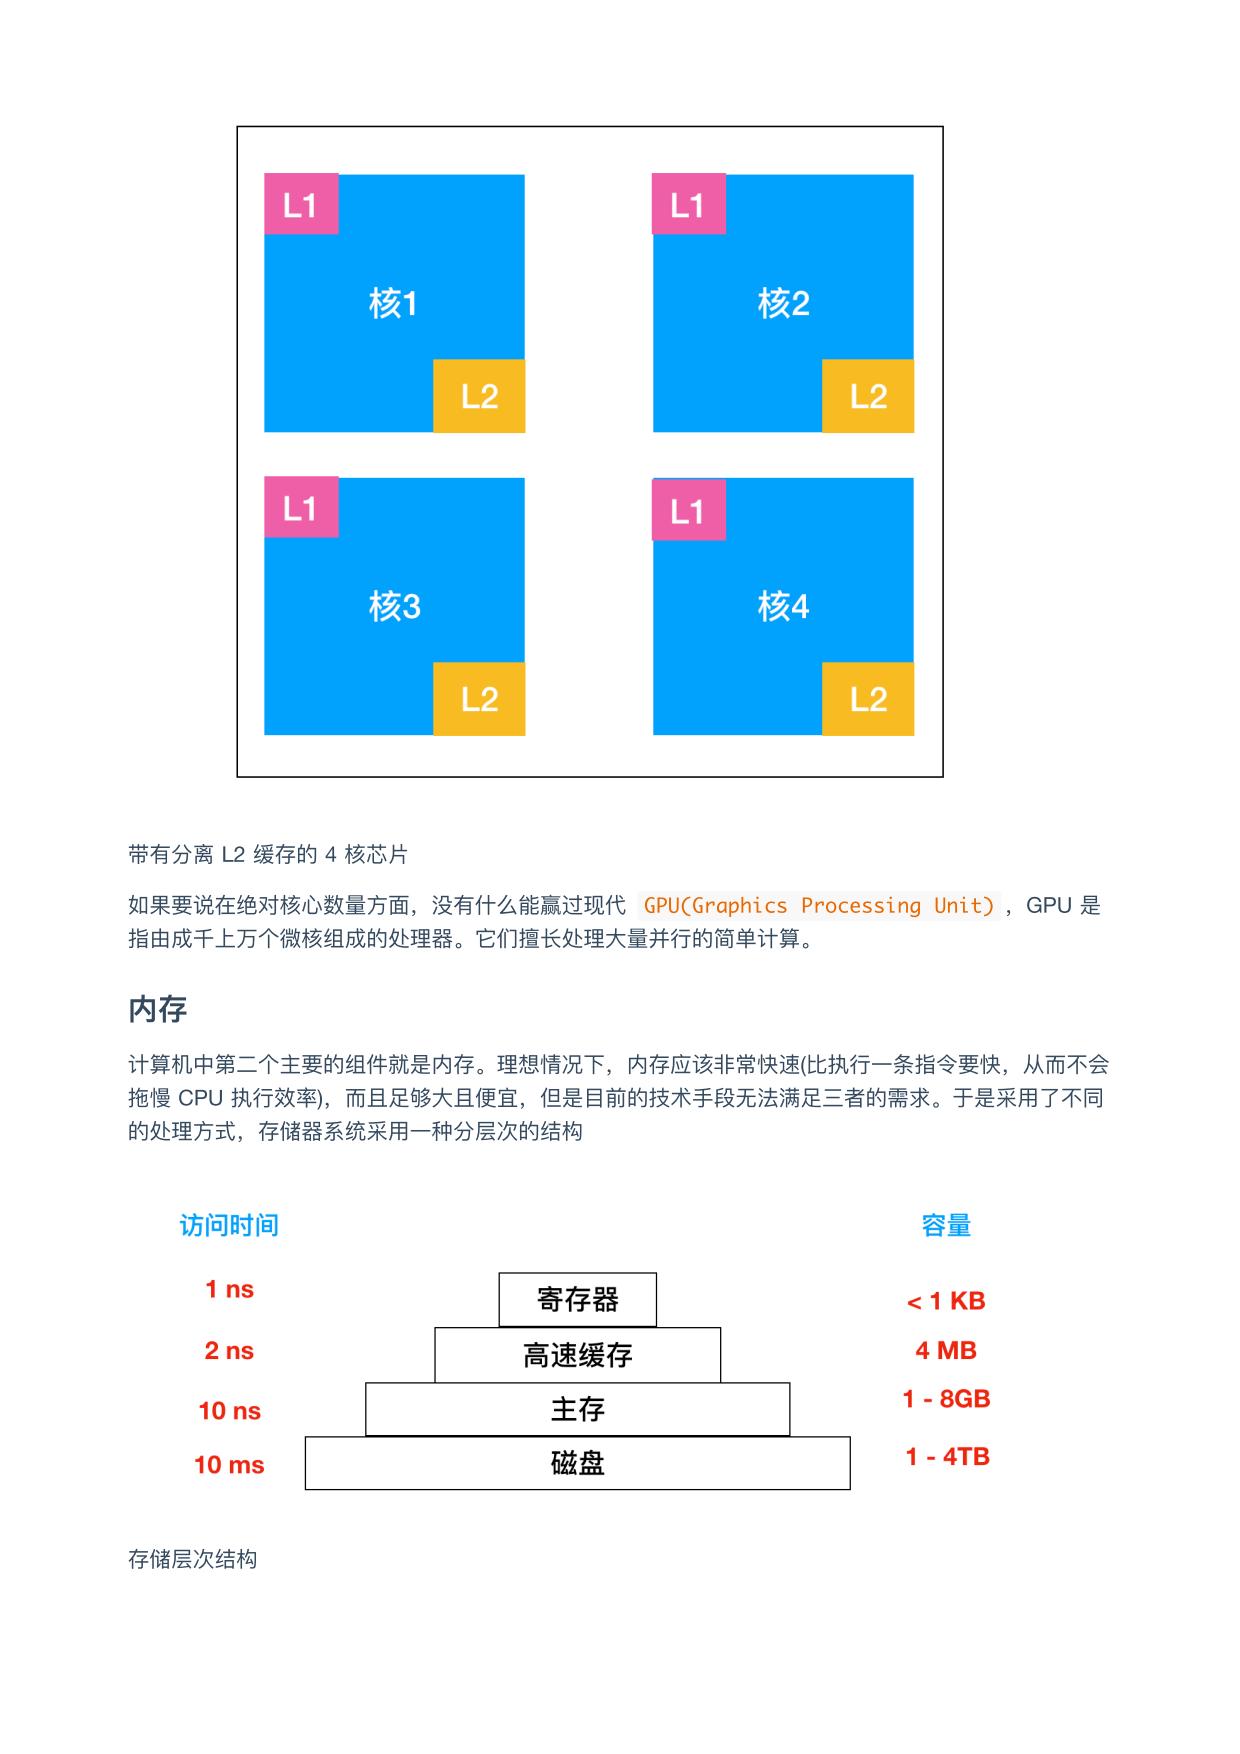 L1
L1
核1
核2
L2
L2
L1
L1
核3
核4
L2
L2
带有分离 L2 缓存的 4 核芯片
如果要说在绝对核心数量方面，没有什么能赢过现代 GPU(Graphics Processing Unit) ，GPU 是
指由成千上万个微核组成的处理器。它们擅长处理大量并行的简单计算。
内存
计算机中第二个主要的组件就是内存。理想情况下，内存应该非常快速(比执行一条指令要快，从而不会
拖慢 CPU 执行效率)，而且足够大且便宜，但是目前的技术手段无法满足三者的需求。于是采用了不同
的处理方式，存储器系统采用一种分层次的结构
访问时间
容量
1 ns
寄存器
< 1 KB
2 ns
高速缓存
4 MB
10 ns
主存
1 - 8GB
10 ms
磁盘
1 - 4TB
存储层次结构